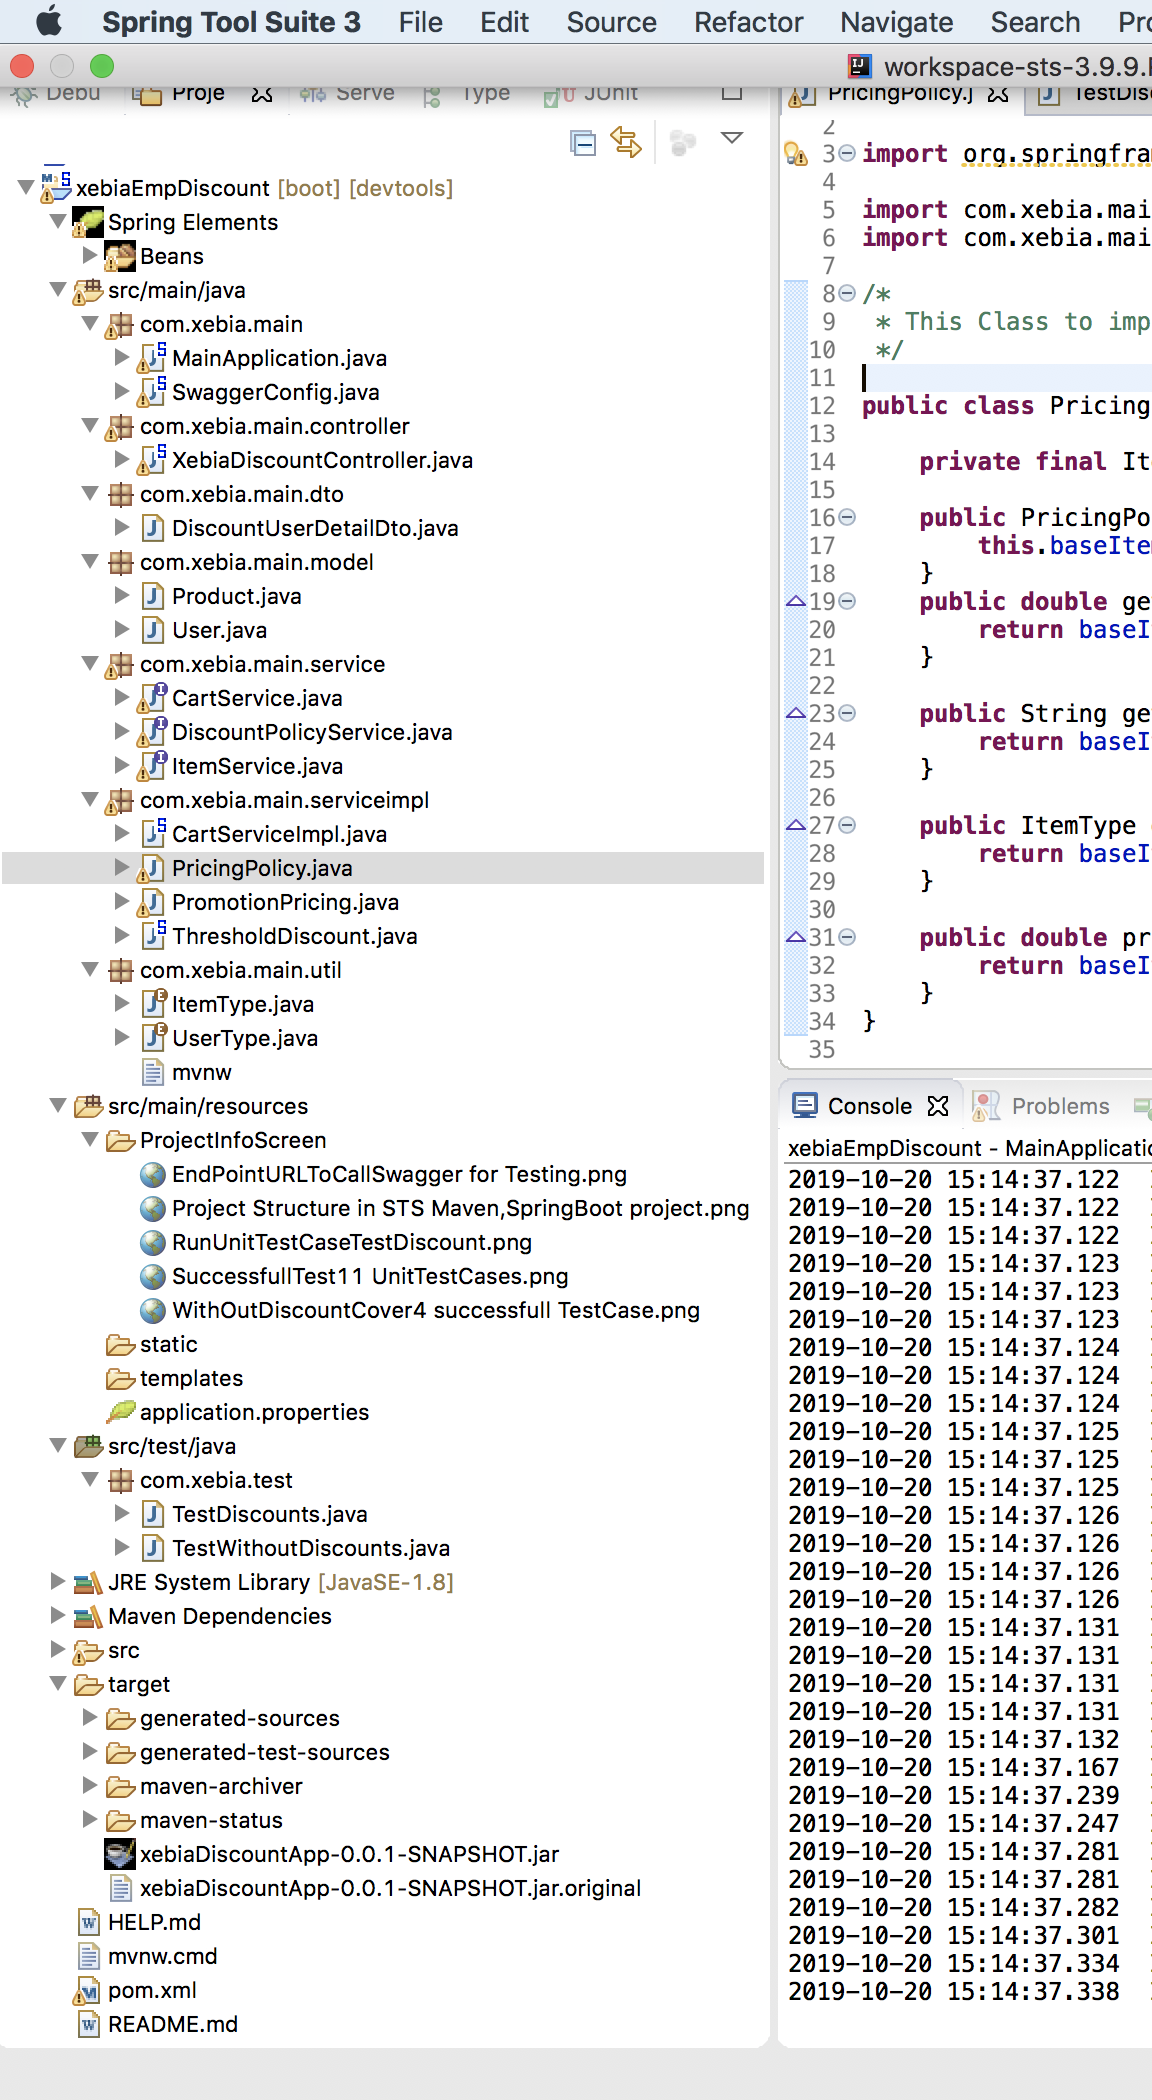 Spring Tool Suite 3 File Edit Source Refactor Navigate Search
workspace-sts-3.9.9.
Debu Proje Serve Type JUnit
xebiaEmpDiscount [boot] [devtools]
Spring Elements
Beans
src/main/java
com.xebia.main
MainApplication.java
SwaggerConfig.java
com.xebia.main.controller
XebiaDiscountController.java
com.xebia.main.dto
DiscountUserDetailDto.java
com.xebia.main.model
Product.java
User.java
com.xebia.main.service
CartService.java
DiscountPolicyService.java
ItemService.java
com.xebia.main.serviceimpl
CartServiceImpl.java
PricingPolicy.java
PromotionPricing.java
ThresholdDiscount.java
com.xebia.main.util
ItemType.java
UserType.java
mvnw
src/main/resources
ProjectInfoScreen
EndPointURLToCallSwagger for Testing.png
Project Structure in STS Maven,SpringBoot project.png
RunUnitTestCaseTestDiscount.png
SuccessfullTest11 UnitTestCases.png
WithOutDiscountCover4 successfull TestCase.png
static
templates
application.properties
src/test/java
com.xebia.test
TestDiscounts.java
TestWithoutDiscounts.java
JRE System Library [JavaSE-1.8]
Maven Dependencies
src
target
generated-sources
generated-test-sources
maven-archiver
maven-status
xebiaDiscountApp-0.0.1-SNAPSHOT.jar
xebiaDiscountApp-0.0.1-SNAPSHOT.jar.original
HELP.md
mvnw.cmd
pom.xml
README.md
PricingPolicy.j TestDisc
2
3 import org.springfra
4
5 import com.xebia.mai
6 import com.xebia.mai
7
8 /*
9 * This Class to imp
10 */
11
12 public class Pricing
13
14 private final It
15
16 public PricingPo
17 this.baseIte
18 }
19 public double ge
20 return baseI
21 }
22
23 public String ge
24 return baseI
25 }
26
27 public ItemType
28 return baseI
29 }
30
31 public double pr
32 return baseI
33 }
34 }
35
Console Problems
xebiaEmpDiscount - MainApplicatio
2019-10-20 15:14:37.122
2019-10-20 15:14:37.122
2019-10-20 15:14:37.122
2019-10-20 15:14:37.123
2019-10-20 15:14:37.123
2019-10-20 15:14:37.123
2019-10-20 15:14:37.124
2019-10-20 15:14:37.124
2019-10-20 15:14:37.124
2019-10-20 15:14:37.125
2019-10-20 15:14:37.125
2019-10-20 15:14:37.125
2019-10-20 15:14:37.126
2019-10-20 15:14:37.126
2019-10-20 15:14:37.126
2019-10-20 15:14:37.126
2019-10-20 15:14:37.131
2019-10-20 15:14:37.131
2019-10-20 15:14:37.131
2019-10-20 15:14:37.131
2019-10-20 15:14:37.132
2019-10-20 15:14:37.167
2019-10-20 15:14:37.239
2019-10-20 15:14:37.247
2019-10-20 15:14:37.281
2019-10-20 15:14:37.281
2019-10-20 15:14:37.282
2019-10-20 15:14:37.301
2019-10-20 15:14:37.334
2019-10-20 15:14:37.338